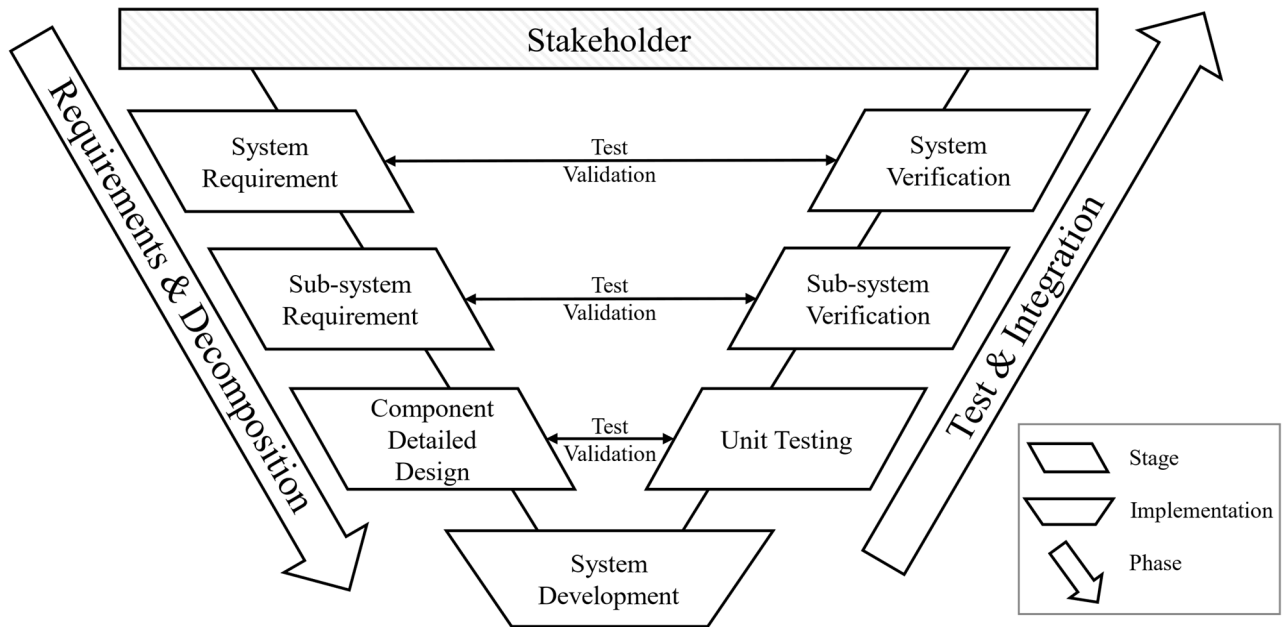 Stakeholder
Requirements & Decomposition
System
Requirement
Test
Validation
System
Verification
Sub-system
Requirement
Test
Validation
Sub-system
Verification
Component
Detailed
Design
Test
Validation
Unit Testing
System
Development
Test & Integration
Stage
Implementation
Phase